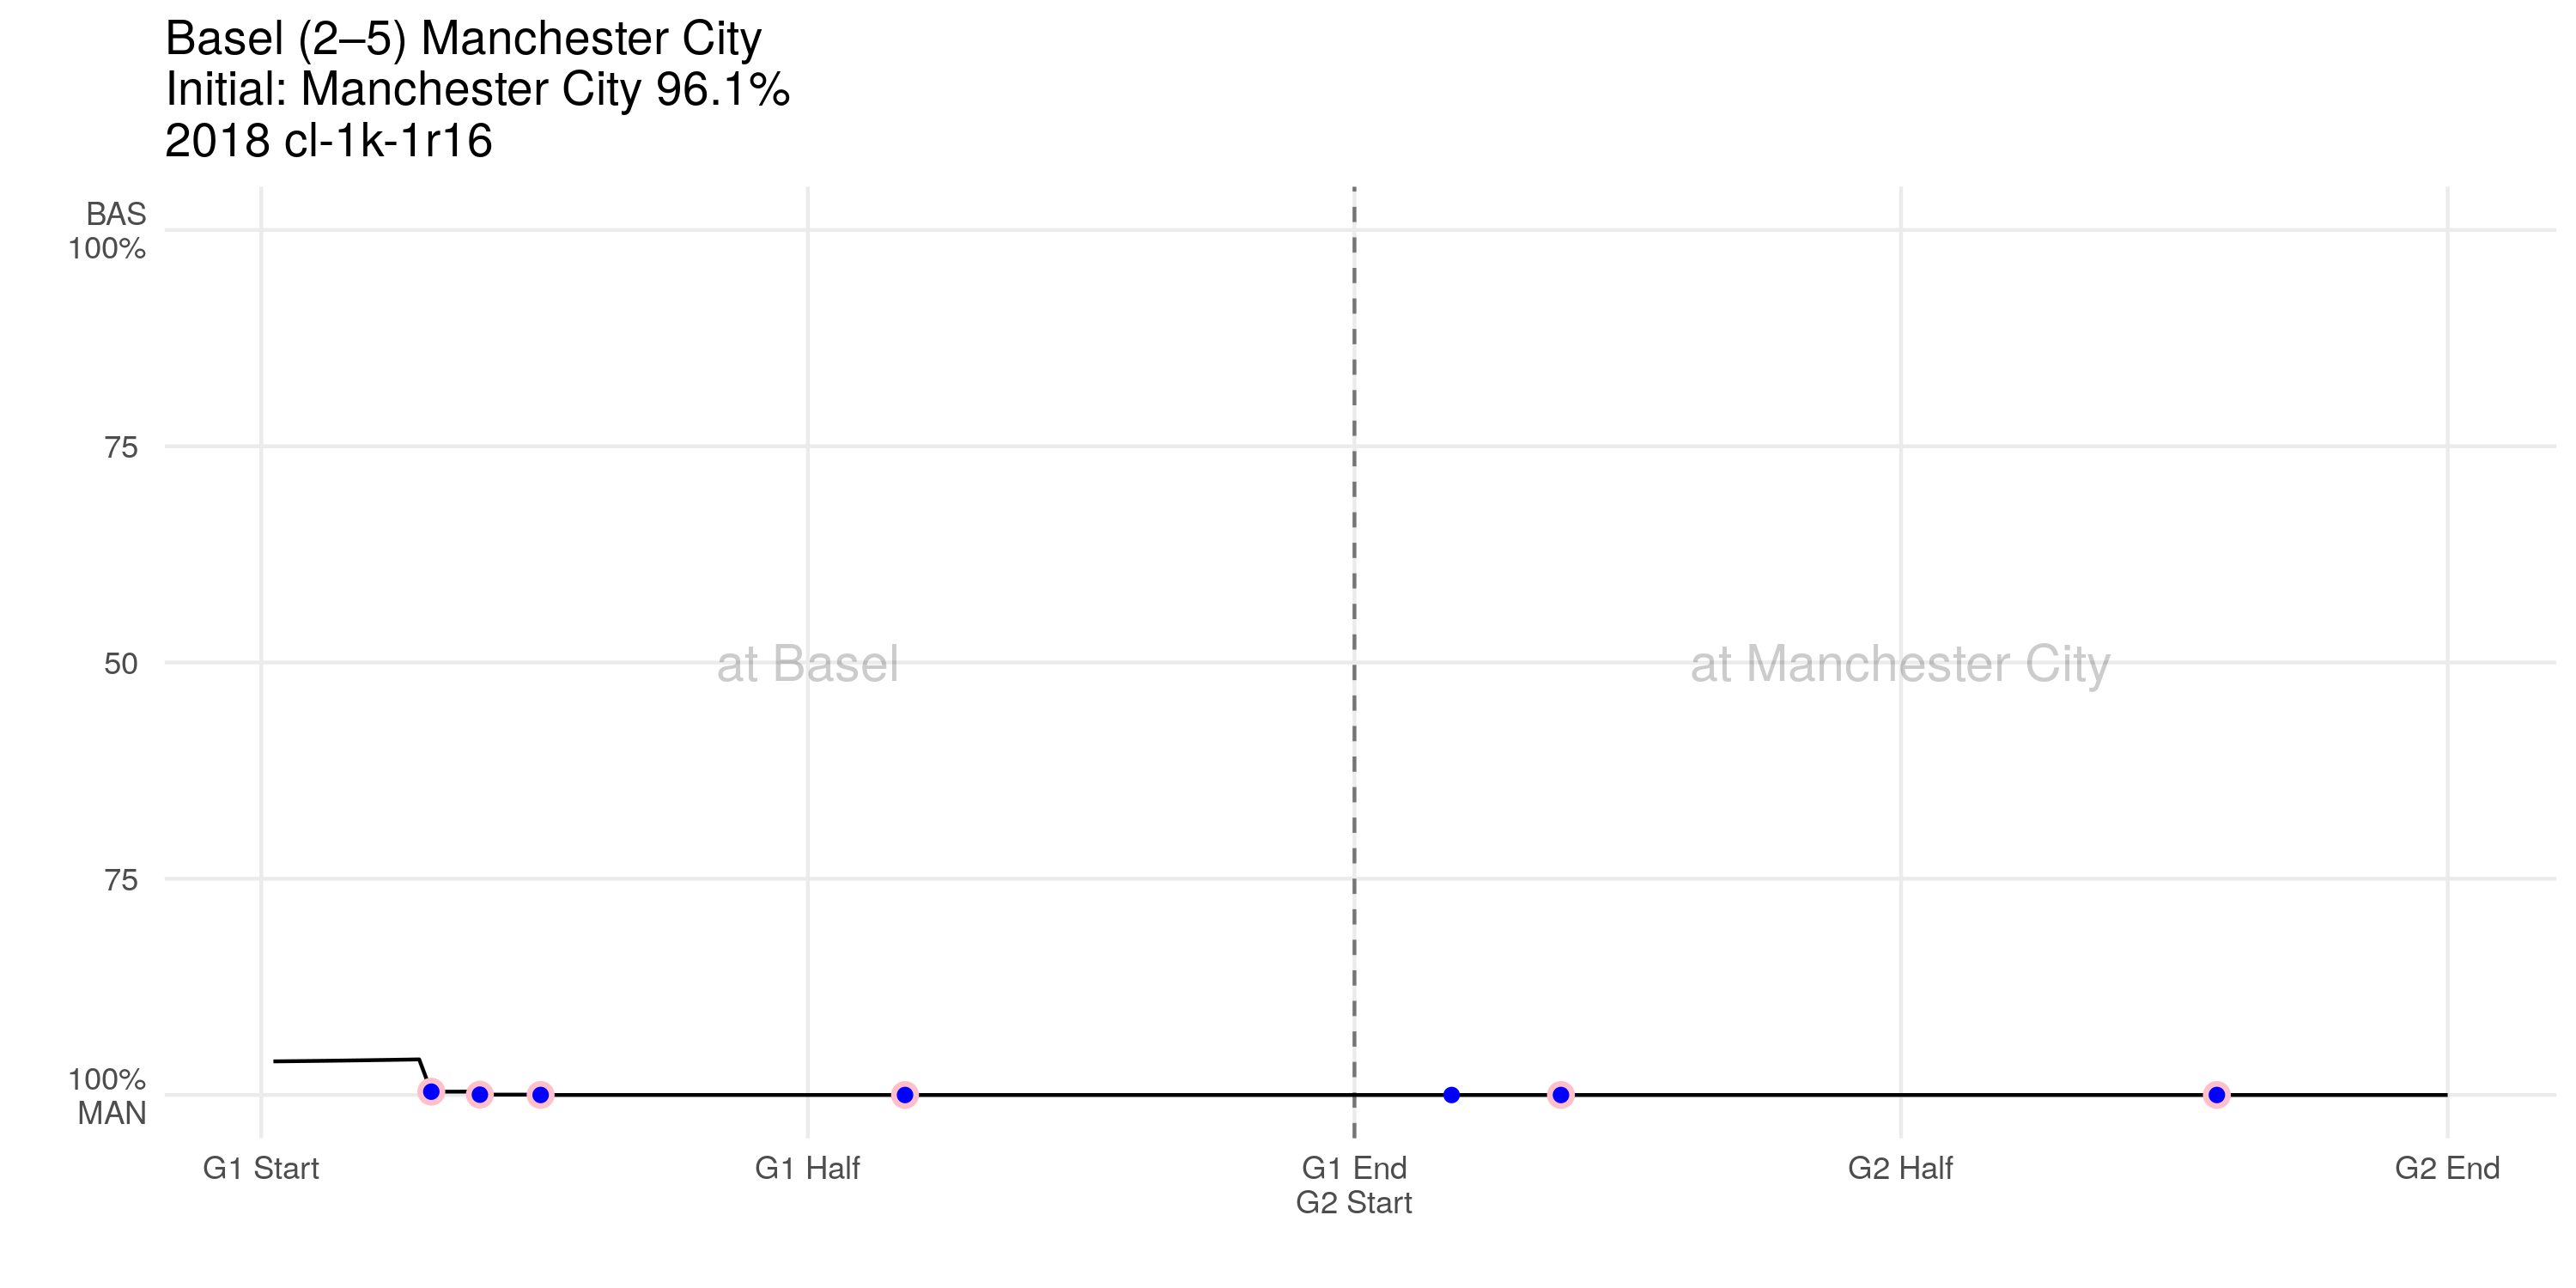 Basel (2–5) Manchester City
Initial: Manchester City 96.1%
2018 cl-1k-1r16
BAS
100%
75
50
75
100%
MAN
at Basel
at Manchester City
G1 Start
G1 Half
G1 End
G2 Start
G2 Half
G2 End